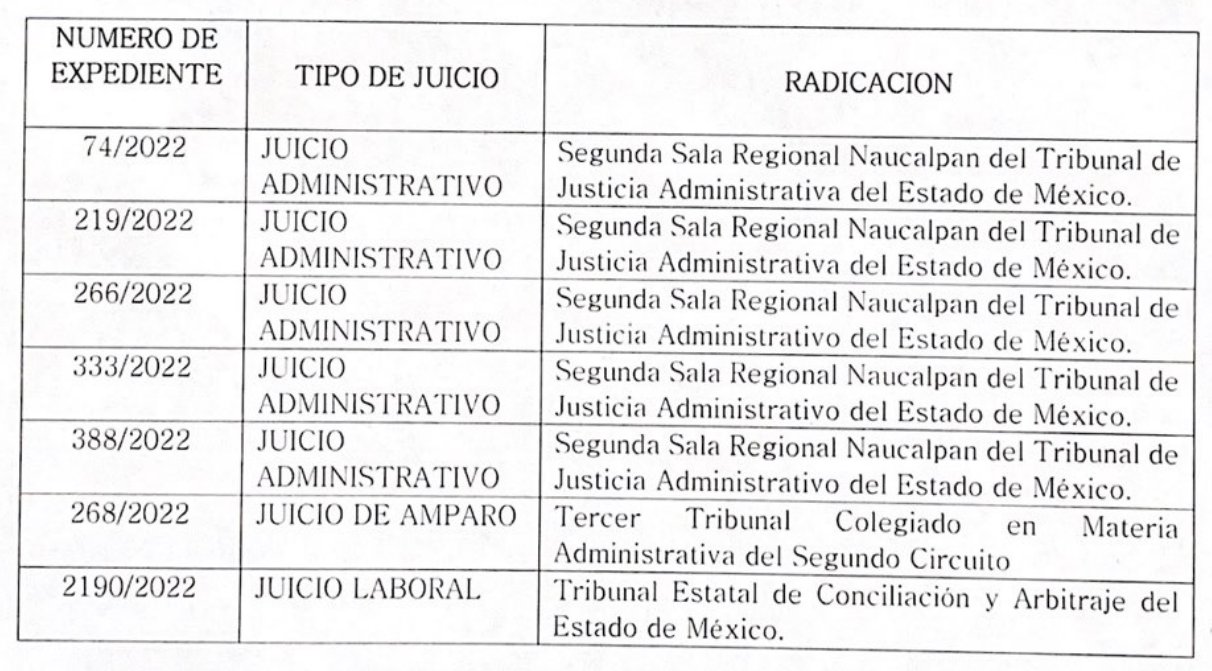 NUMERO DE
EXPEDIENTE
TIPO DE JUICIO
RADICACION
74/2022
JUICIO
ADMINISTRATIVO
Segunda Sala Regional Naucalpan del Tribunal de
Justicia Administrativa del Estado de México.
219/2022
JUICIO
ADMINISTRATIVO
Segunda Sala Regional Naucalpan del Tribunal de
Justicia Administrativa del Estado de México.
266/2022
JUICIO
ADMINISTRATIVO
Segunda Sala Regional Naucalpan del Tribunal de
Justicia Administrativa del Estado de México.
333/2022
JUICIO
ADMINISTRATIVO
Segunda Sala Regional Naucalpan del Tribunal de
Justicia Administrativo del Estado de México.
388/2022
JUICIO
ADMINISTRATIVO
Segunda Sala Regional Naucalpan del Tribunal de
Justicia Administrativo del Estado de México.
268/2022
JUICIO DE AMPARO
Tercer Tribunal Colegiado en Materia
Administrativa del Segundo Circuito
2190/2022
JUICIO LABORAL
Tribunal Estatal de Conciliación y Arbitraje del
Estado de México.